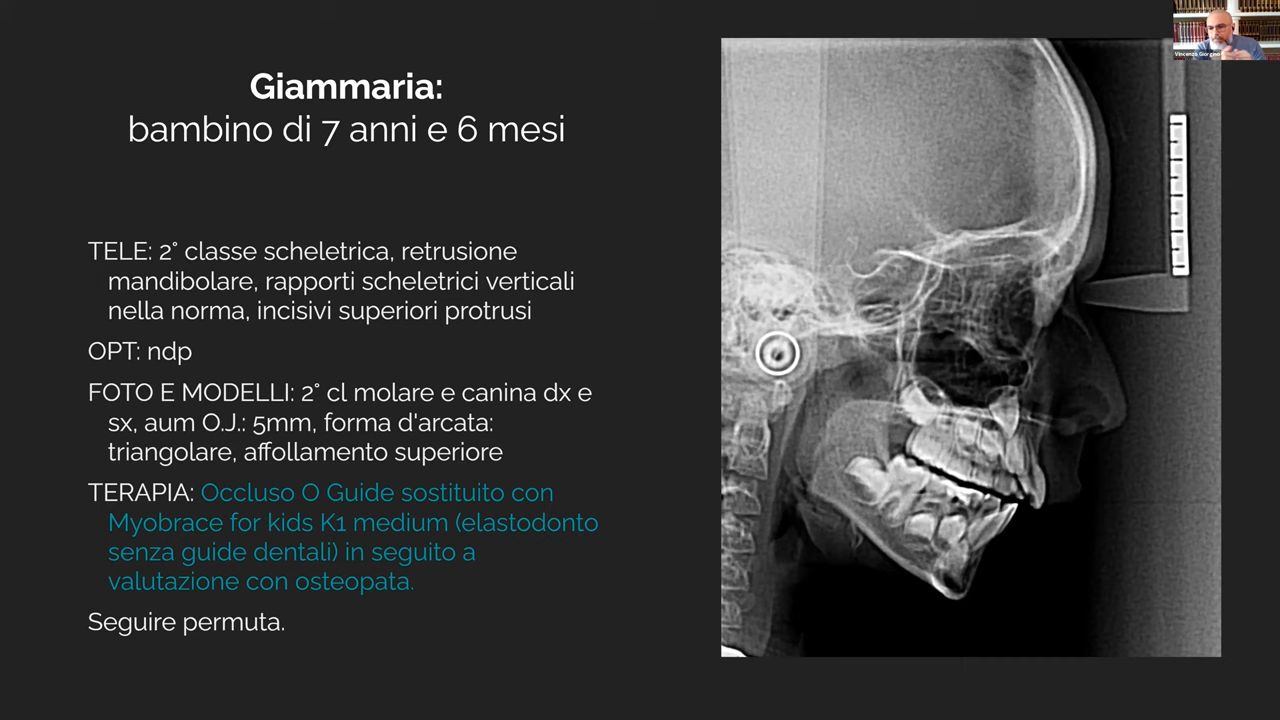 Giammaria:
bambino di 7 anni e 6 mesi
TELE: 2° classe scheletrica, retrusione
mandibolare, rapporti scheletrici verticali
nella norma, incisivi superiori protrusi
OPT: ndp
FOTO E MODELLI: 2° cl molare e canina dx e
sx, aum O.J.: 5mm, forma d'arcata:
triangolare, affollamento superiore
TERAPIA: Occluso O Guide sostituito con
Myobrace for kids K1 medium (elastodonto
senza guide dentali) in seguito a
valutazione con osteopata.
Seguire permuta.